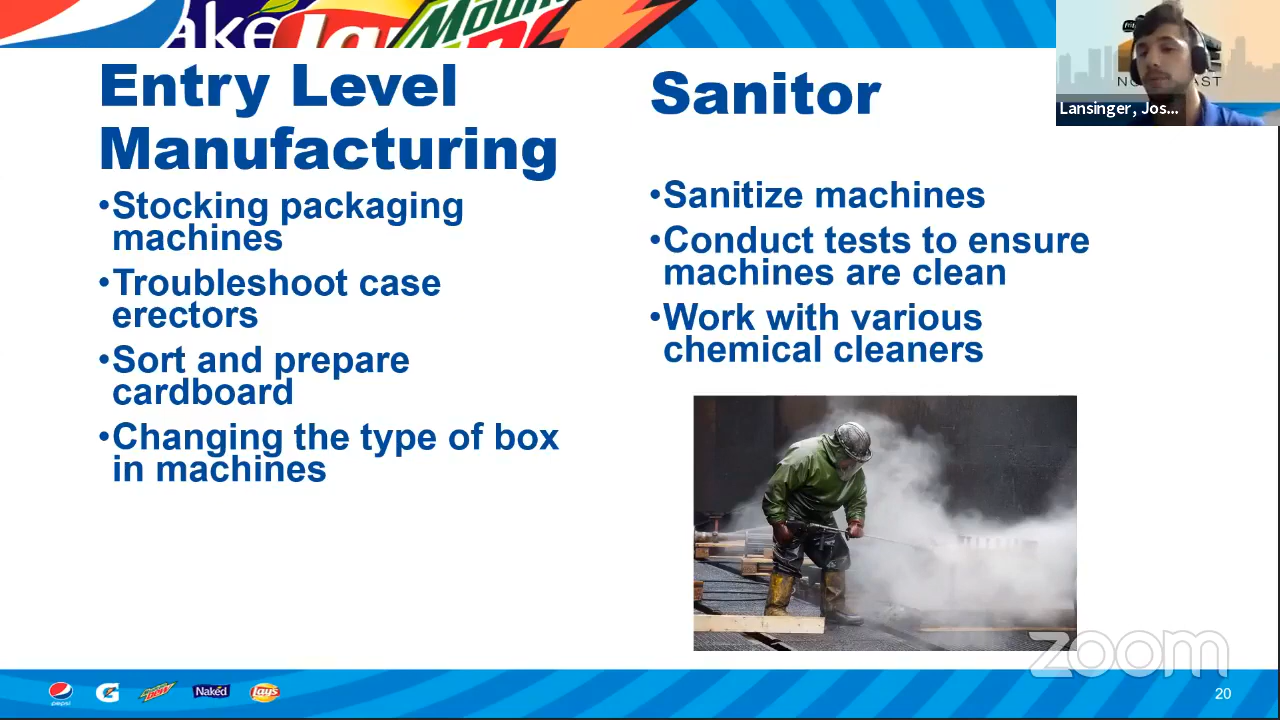 Mount
Lansinger, Jos...
Entry Level
Manufacturing
•Stocking packaging
machines
•Troubleshoot case
erectors
•Sort and prepare
cardboard
•Changing the type of box
in machines
Sanitor
•Sanitize machines
•Conduct tests to ensure
machines are clean
•Work with various
chemical cleaners
zoom
pepsi
G
Naked
Lay's
20